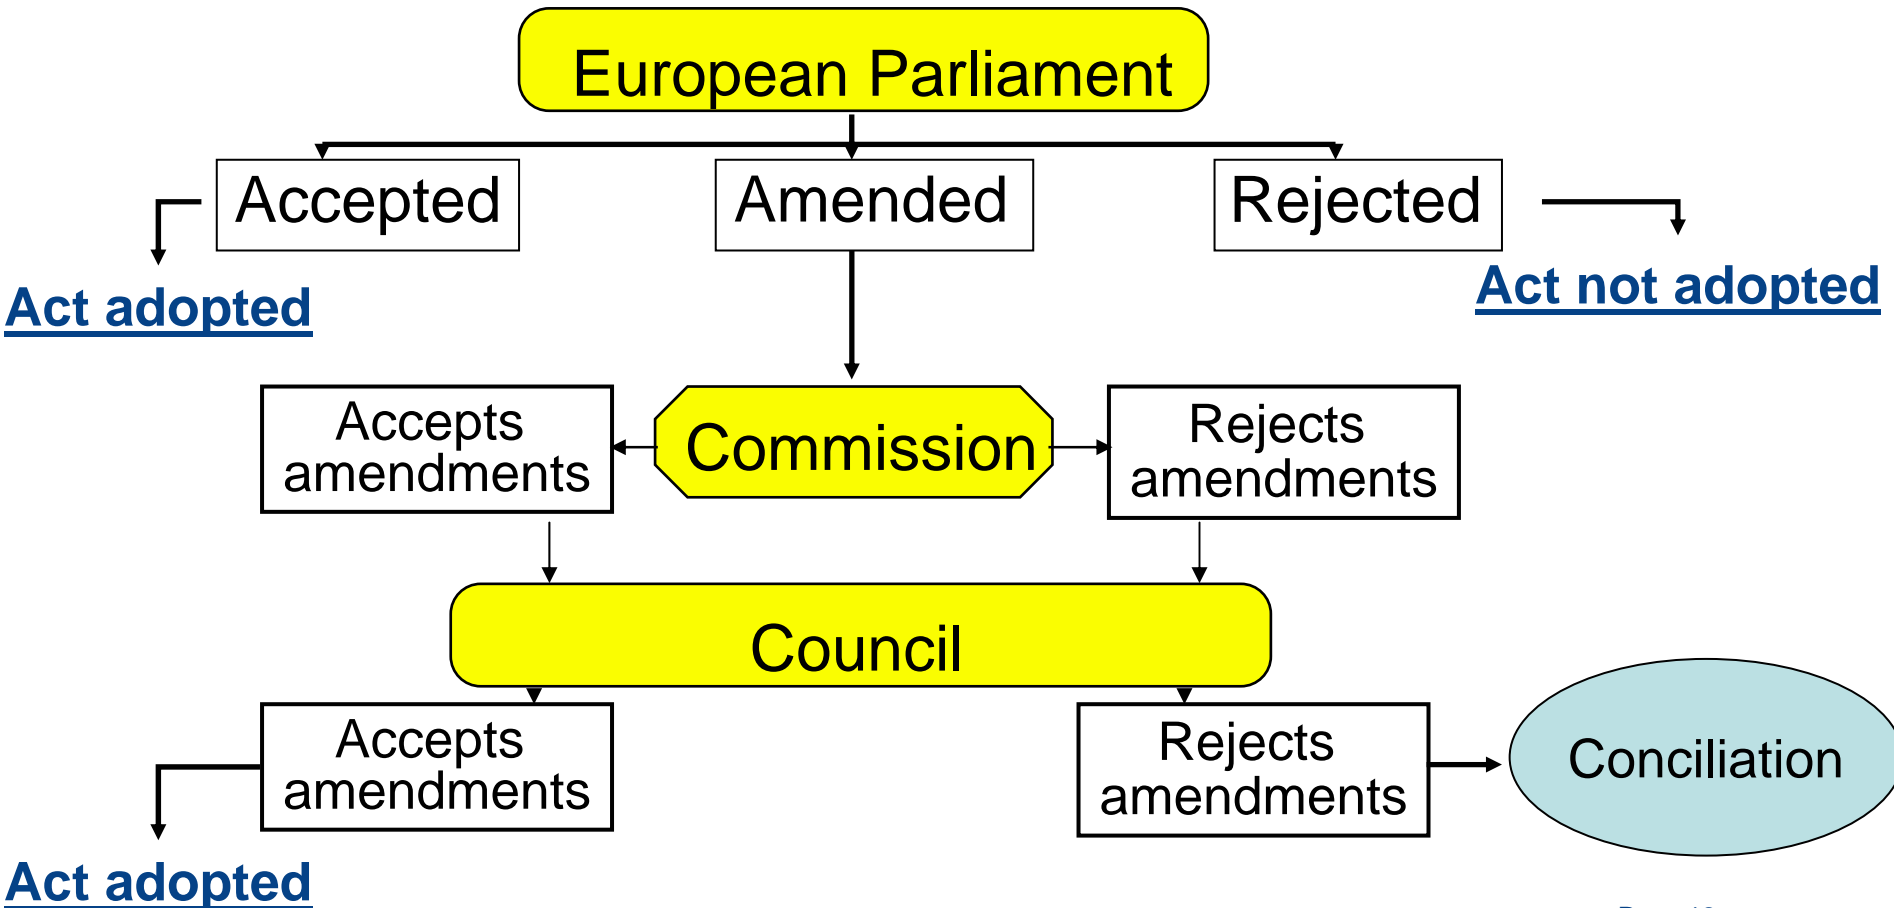 European Parliament
Accepted
Amended
Rejected
Act adopted
Act not adopted
Accepts
amendments
Commission
Rejects
amendments
Council
Accepts
amendments
Rejects
amendments
Conciliation
Act adopted